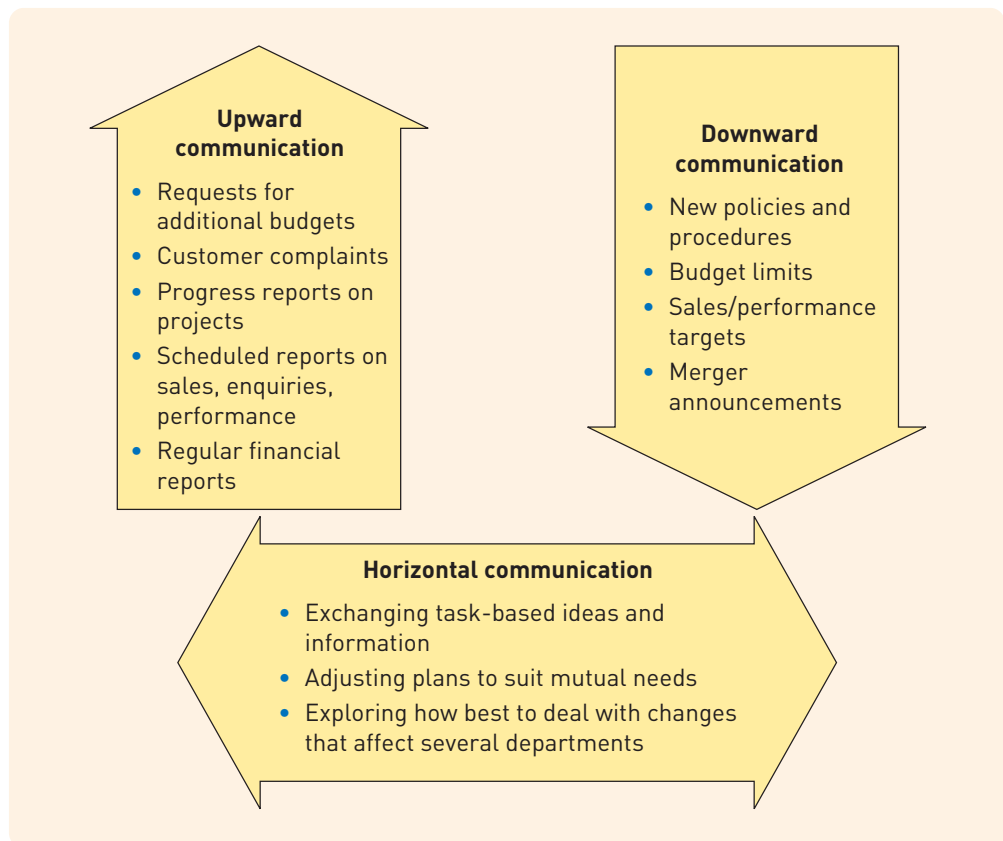 Upward
communication
• Requests for
additional budgets
• Customer complaints
• Progress reports on
projects
• Scheduled reports on
sales, enquiries,
performance
• Regular financial
reports
Downward
communication
• New policies and
procedures
• Budget limits
• Sales/performance
targets
• Merger
announcements
Horizontal communication
• Exchanging task-based ideas and
information
• Adjusting plans to suit mutual needs
• Exploring how best to deal with changes
that affect several departments